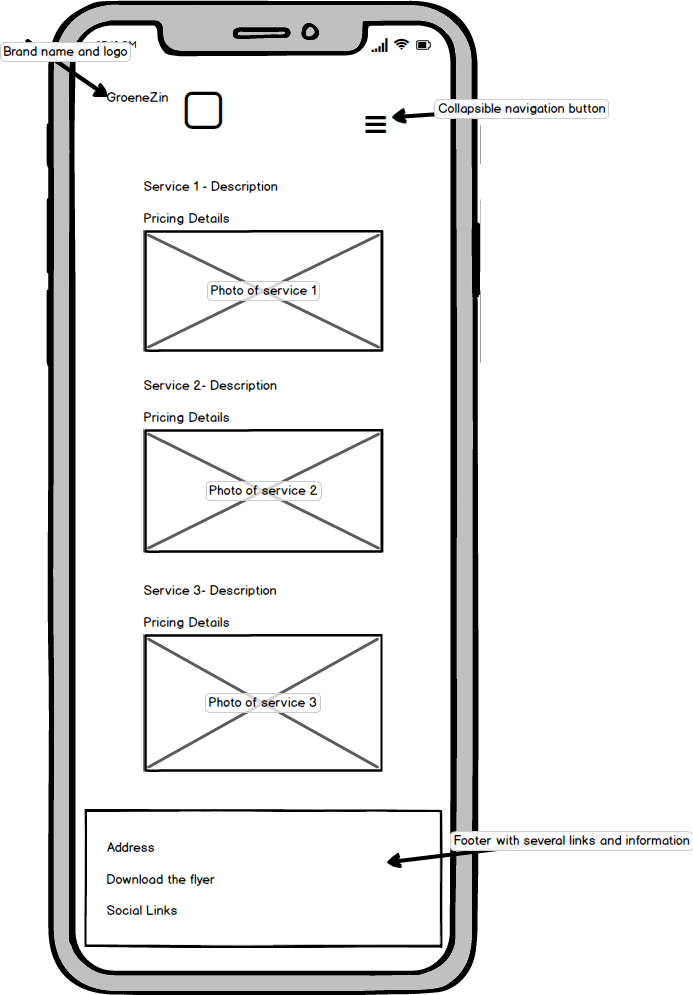 Brand name and logo
GroeneZin
Collapsible navigation button
Service 1 - Description
Pricing Details
Photo of service 1
Service 2- Description
Pricing Details
Photo of service 2
Service 3- Description
Pricing Details
Photo of service 3
Footer with several links and information
Address
Download the flyer
Social Links